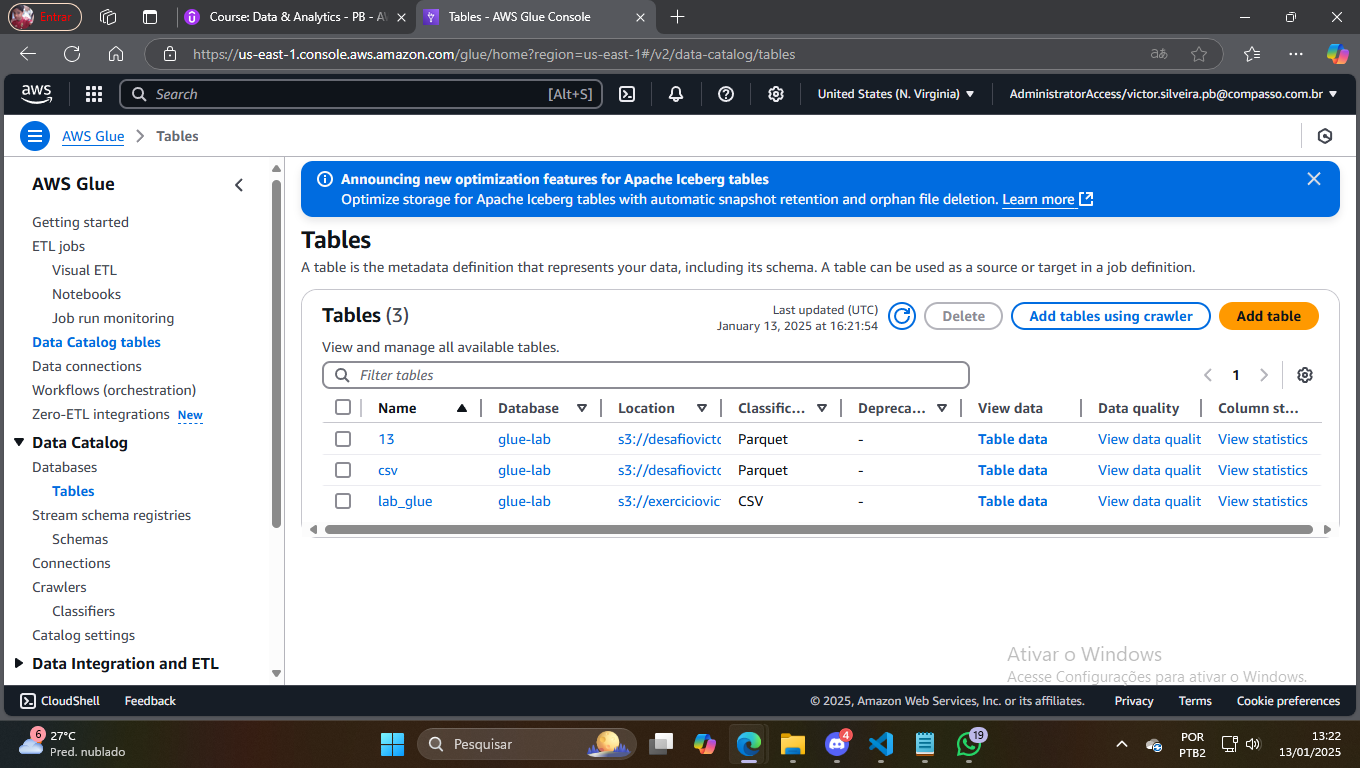 Entrar
Course: Data & Analytics - PB - AW
Tables - AWS Glue Console
https://us-east-1.console.aws.amazon.com/glue/home?region=us-east-1#/v2/data-catalog/tables
aws
Search
[Alt+S]
United States (N. Virginia)
AdministratorAccess/victor.silveira.pb@compasso.com.br
AWS Glue
Tables
AWS Glue
Getting started
ETL jobs
Visual ETL
Notebooks
Job run monitoring
Data Catalog tables
Data connections
Workflows (orchestration)
Zero-ETL integrations New
Data Catalog
Databases
Tables
Stream schema registries
Schemas
Connections
Crawlers
Classifiers
Catalog settings
Data Integration and ETL
Announcing new optimization features for Apache Iceberg tables
Optimize storage for Apache Iceberg tables with automatic snapshot retention and orphan file deletion. Learn more
Tables
A table is the metadata definition that represents your data, including its schema. A table can be used as a source or target in a job definition.
Tables (3)
Last updated (UTC)
January 13, 2025 at 16:21:54
Delete
Add tables using crawler
Add table
View and manage all available tables.
Filter tables
1
Name Database Location Classific... Depreca... View data Data quality Column st...
13 glue-lab s3://desafiovicto Parquet - Table data View data qualit View statistics
csv glue-lab s3://desafiovicto Parquet - Table data View data qualit View statistics
lab_glue glue-lab s3://exerciciovict CSV - Table data View data qualit View statistics
Ativar o Windows
Acesse Configurações para ativar o Windows.
CloudShell
Feedback
© 2025, Amazon Web Services, Inc. or its affiliates.
Privacy
Terms
Cookie preferences
6
27°C
Pred. nublado
Pesquisar
4
19
POR
PTB2
13:22
13/01/2025